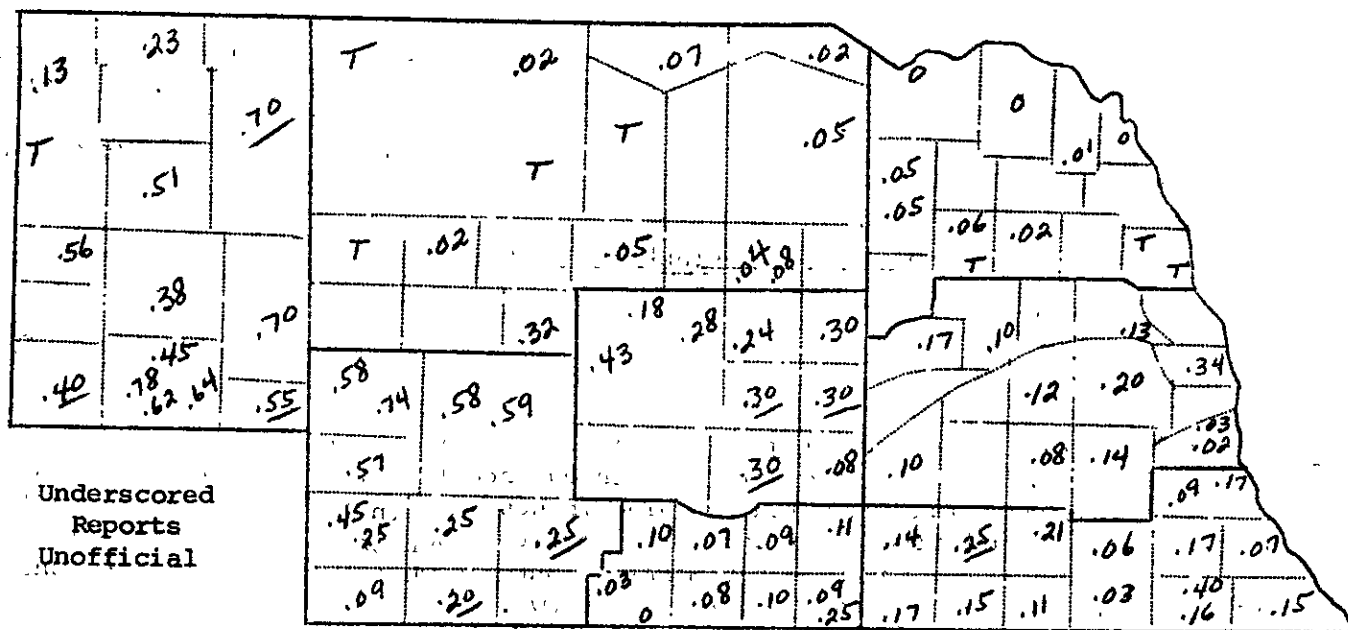 .13 .23 .70
T .51
.56 .38 .70
.45
.40 .78 .62 .64 .55
T .02 .07 .02
T T .05
T .02 .05 .04 .08
.32
0 0 .01 0
.05
.05 .06 .02 T
T T
.18 .28 .24 .30
.43 .30 .30
.30 .08
.17 .10 .13
.34
.12 .20
.03
.02
.10 .08 .14
.58 .74 .58 .59
.57
.45 .25 .25 .25
.09 .20
.10 .07 .09 .11
.03 0 .08 .10 .09
.25
.14 .25 .21 .06 .09 .17
.17 .07
.17 .15 .11 .03 .40
.16 .15
Underscored
Reports
Unofficial